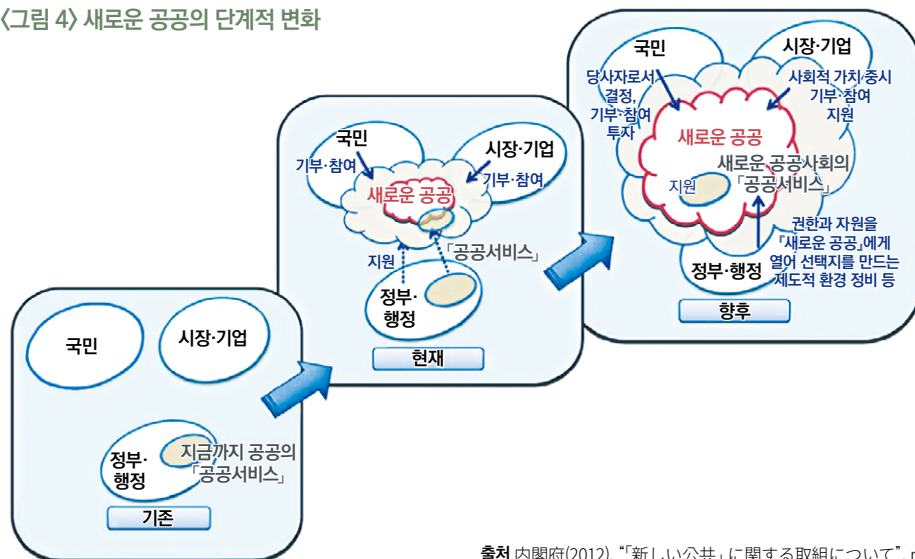 〈그림 4〉 새로운 공공의 단계적 변화
국민
시장·기업
정부·
행정
지금까지 공공의
「공공서비스」
기존
국민
기부·참여
시장·기업
기부·참여
새로운 공공
지원
「공공서비스」
정부·
행정
현재
국민
당사자로서
결정,
기부·참여
투자
시장·기업
사회적 가치 중시
기부·참여
지원
새로운 공공
새로운 공공사회의
「공공서비스」
지원
권한과 자원을
『새로운 공공』에게
열어 선택지를 만드는
제도적 환경 정비 등
정부·행정
향후
출처 内閣府(2012). “「新しい公共」に関する取組について”.